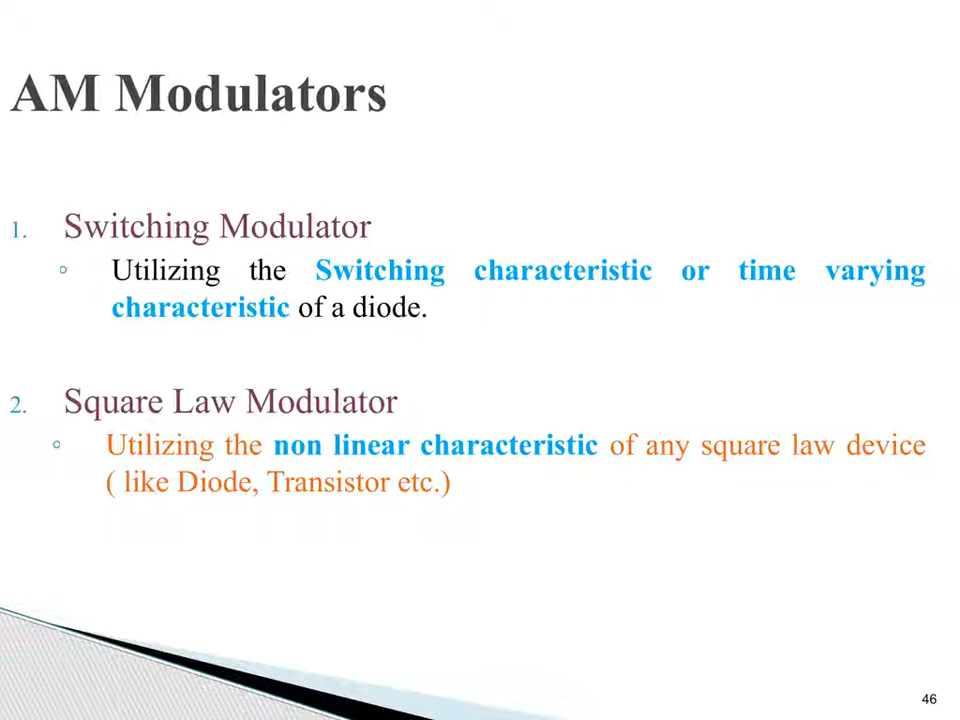 AM Modulators
1. Switching Modulator
◦ Utilizing the Switching characteristic or time varying
characteristic of a diode.
2. Square Law Modulator
◦ Utilizing the non linear characteristic of any square law device
( like Diode, Transistor etc.)
46